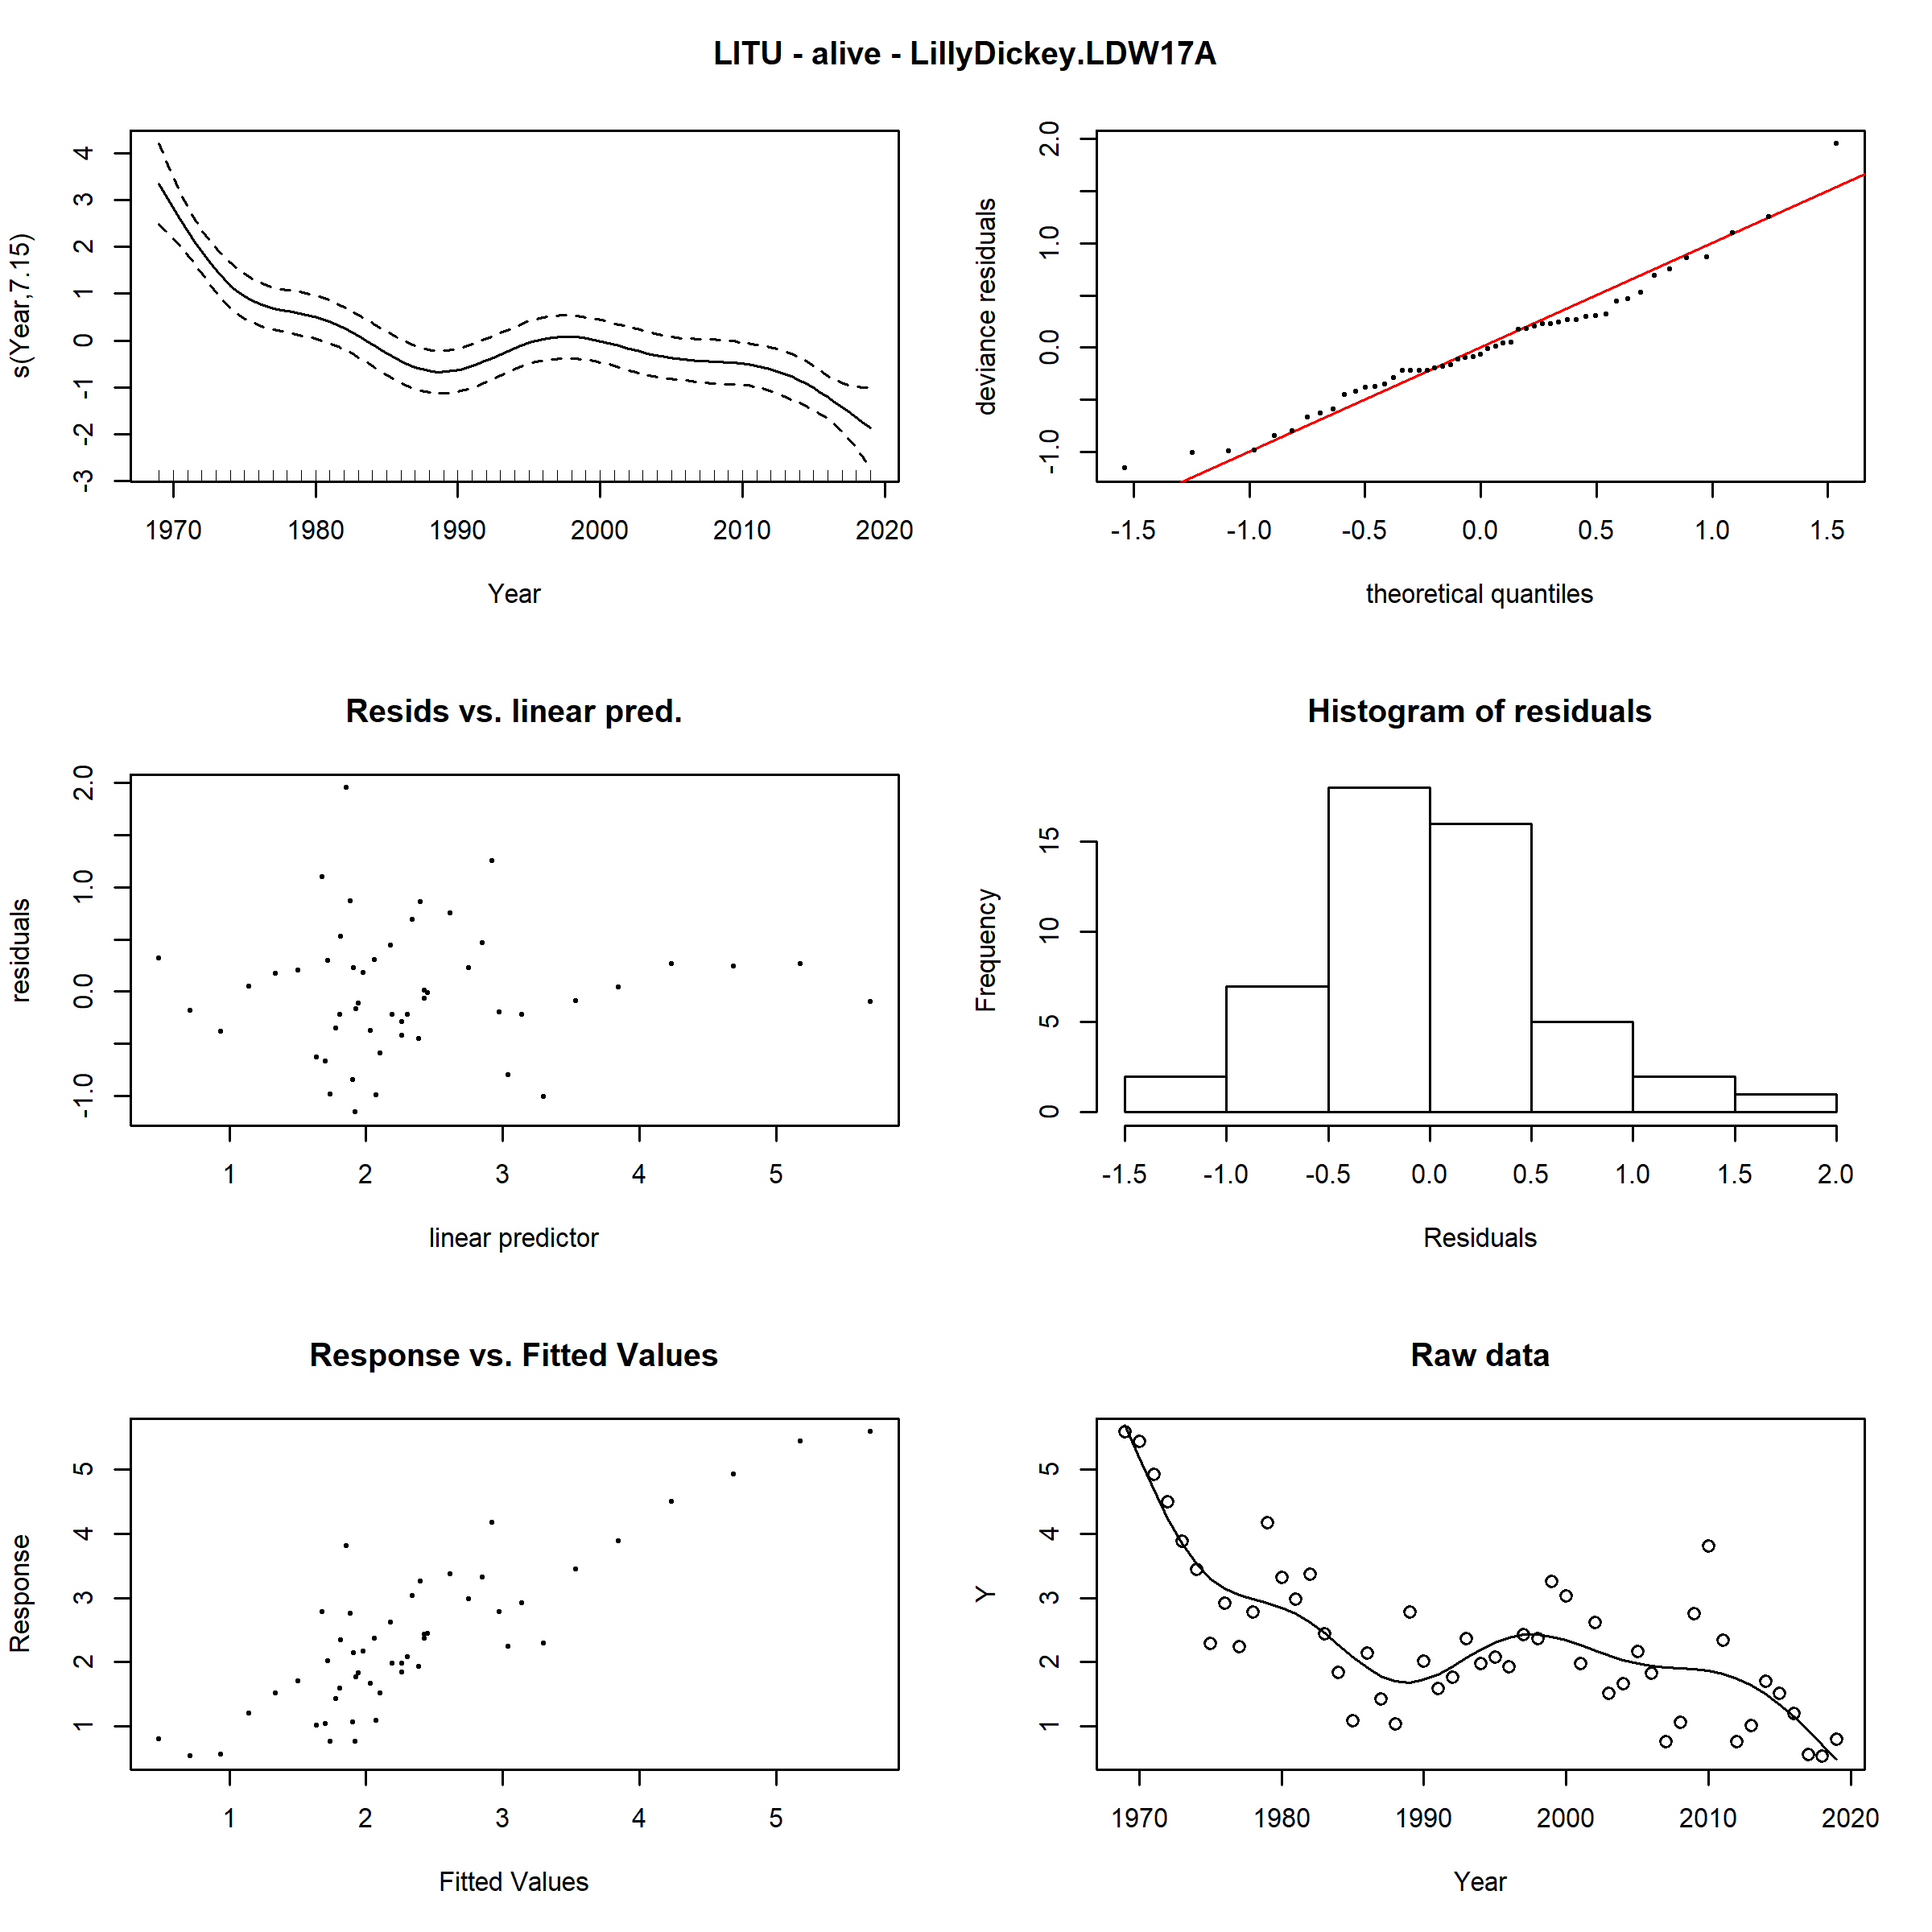 LITU - alive - LillyDickey.LDW17A
s(Year,7.15)
4
3
2
1
0
-1
-2
-3
1970 1980 1990 2000 2010 2020
Year
deviance residuals
2.0
1.0
0.0
-1.0
-1.5 -1.0 -0.5 0.0 0.5 1.0 1.5
theoretical quantiles
Resids vs. linear pred.
residuals
2.0
1.0
0.0
-1.0
1 2 3 4 5
linear predictor
Histogram of residuals
Frequency
15
10
5
0
-1.5 -1.0 -0.5 0.0 0.5 1.0 1.5 2.0
Residuals
Response vs. Fitted Values
Response
5
4
3
2
1
1 2 3 4 5
Fitted Values
Raw data
Y
5
4
3
2
1
1970 1980 1990 2000 2010 2020
Year